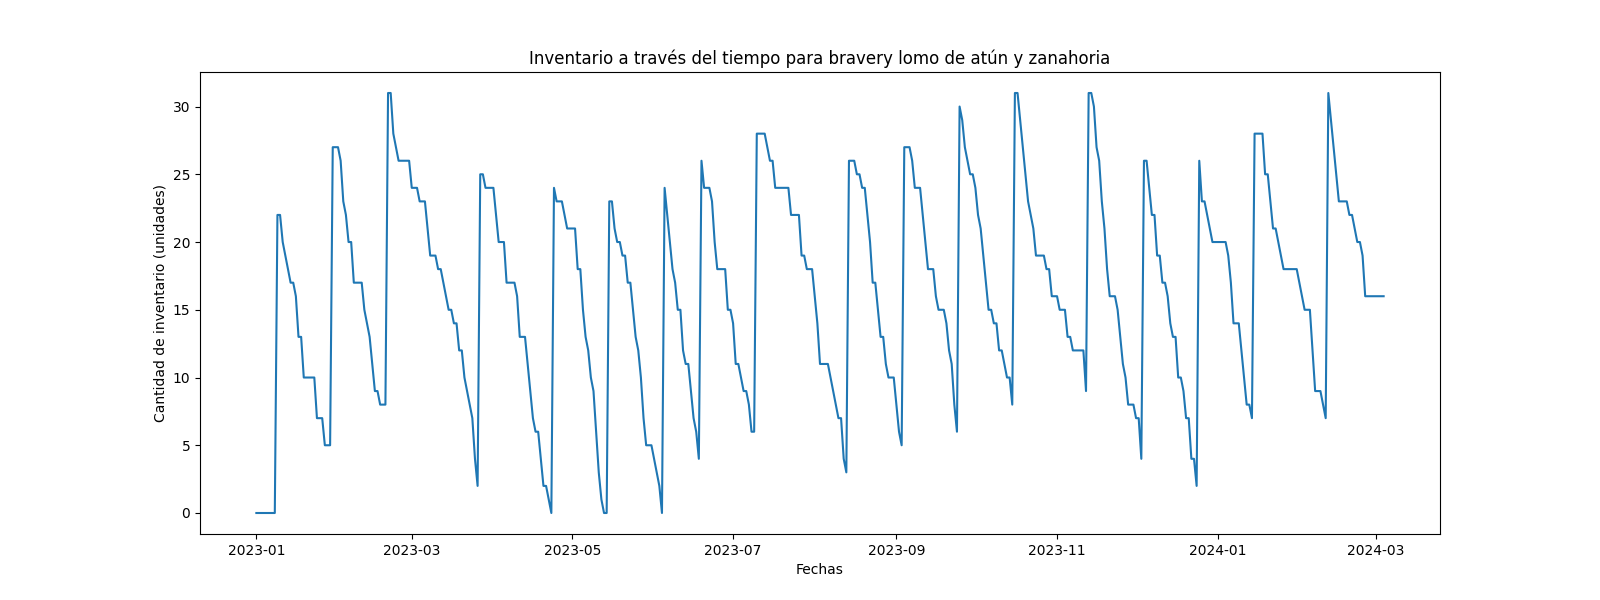 Inventario a través del tiempo para bravery lomo de atún y zanahoria
Cantidad de inventario (unidades)
30
25
20
15
10
5
0
2023-01 2023-03 2023-05 2023-07 2023-09 2023-11 2024-01 2024-03
Fechas